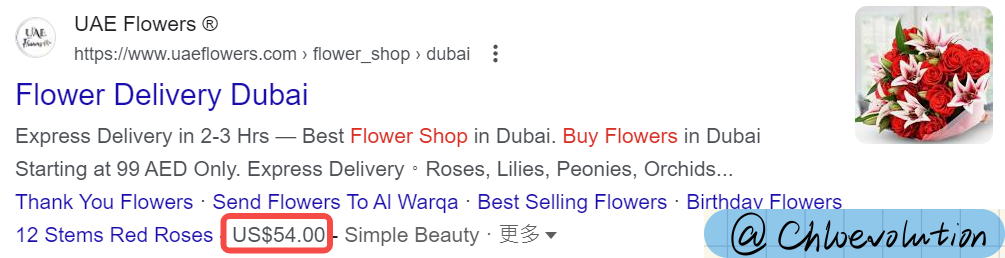 UAE Flowers ®
https://www.uaeflowers.com › flower_shop › dubai
Flower Delivery Dubai
Express Delivery in 2-3 Hrs — Best Flower Shop in Dubai. Buy Flowers in Dubai
Starting at 99 AED Only. Express Delivery ◦ Roses, Lilies, Peonies, Orchids...
Thank You Flowers · Send Flowers To Al Warqa · Best Selling Flowers · Birthday Flowers
12 Stems Red Roses - US$54.00 - Simple Beauty · 更多
@ Chloevolution